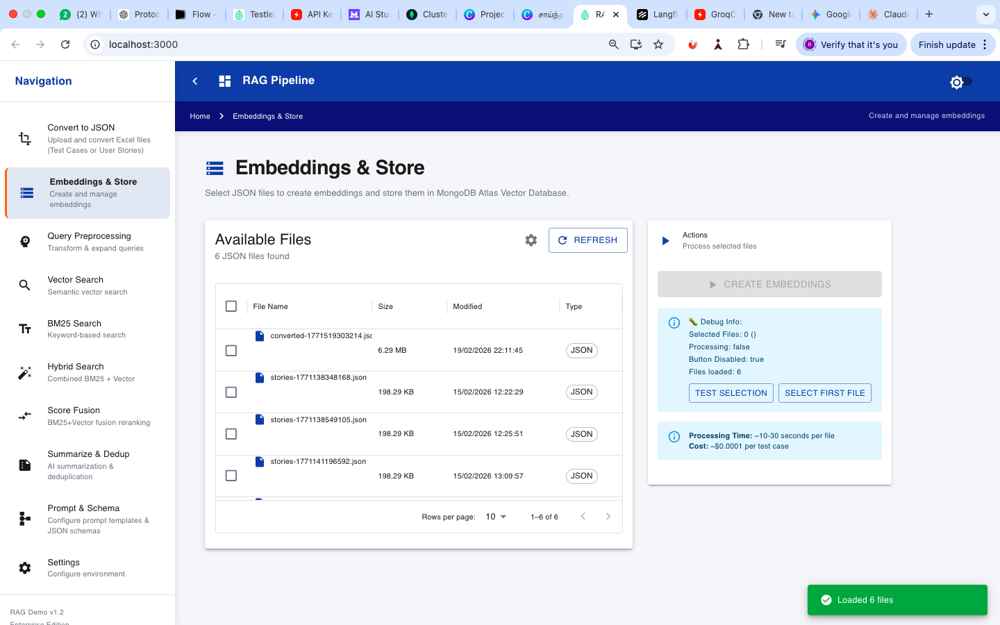 2
(2) Wh
Protoc
Flow -
Testlea
API Ke
AI Stu
Cluste
Projec
சாய்ந்த
RA
Langfl
GroqC
New ta
Googl
Claude
localhost:3000
R
Verify that it's you
Finish update
Navigation
RAG Pipeline
Home
Embeddings & Store
Create and manage embeddings
Convert to JSON
Upload and convert Excel files
(Test Cases or User Stories)
Embeddings & Store
Create and manage
embeddings
Query Preprocessing
Transform & expand queries
Vector Search
Semantic vector search
BM25 Search
Keyword-based search
Hybrid Search
Combined BM25 + Vector
Score Fusion
BM25+Vector fusion reranking
Summarize & Dedup
AI summarization &
deduplication
Prompt & Schema
Configure prompt templates &
JSON schemas
Settings
Configure environment
RAG Demo v1.2
Enterprise Edition
Embeddings & Store
Select JSON files to create embeddings and store them in MongoDB Atlas Vector Database.
Available Files
6 JSON files found
REFRESH
File Name Size Modified Type
converted-1771519303214.jsc 6.29 MB 19/02/2026 22:11:45 JSON
stories-1771138348168.json 198.29 KB 15/02/2026 12:22:29 JSON
stories-1771138549105.json 198.29 KB 15/02/2026 12:25:51 JSON
stories-1771141196592.json 198.29 KB 15/02/2026 13:09:57 JSON
Rows per page: 10 1–6 of 6
Actions
Process selected files
CREATE EMBEDDINGS
🐛 Debug Info:
Selected Files: 0 ()
Processing: false
Button Disabled: true
Files loaded: 6
TEST SELECTION
SELECT FIRST FILE
Processing Time: ~10-30 seconds per file
Cost: ~$0.0001 per test case
Loaded 6 files